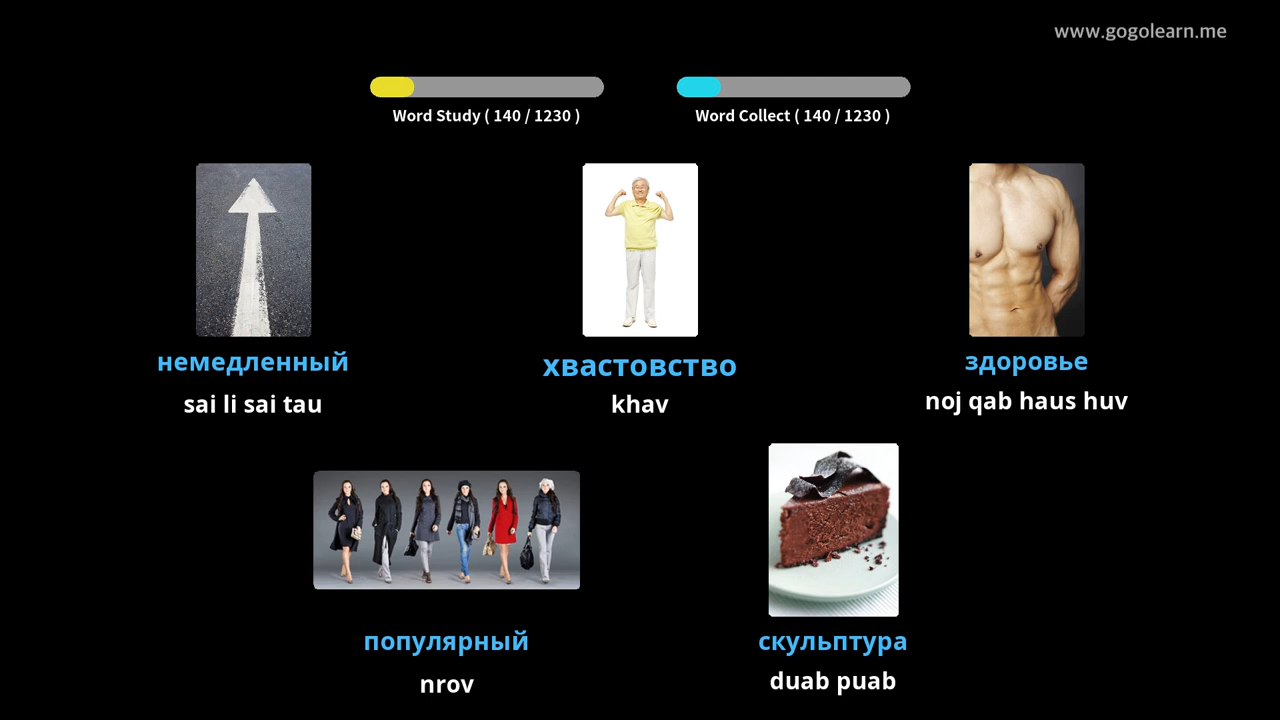 www.gogolearn.me
Word Study ( 140 / 1230 )
Word Collect ( 140 / 1230 )
немедленный
хвастовство
здоровье
sai li sai tau
khav
noj qab haus huv
популярный
скульптура
nrov
duab puab